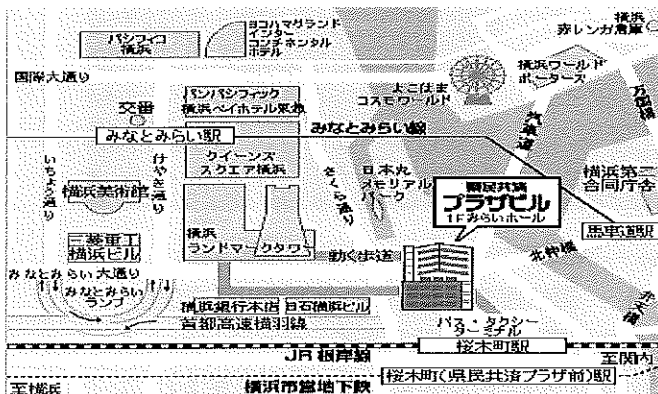 パシフィコ
横浜
ヨコハマグランド
インター
コンチネンタル
ホテル
横浜
赤レンガ倉庫
国際大通り
交番
パンパシフィック
横浜ベイホテル東急
よこはま
コスモワールド
横浜ワールド
ポーターズ
万国橋
汽車道
みなとみらい駅
みなとみらい線
いちょう通り
けやき通り
クイーンズ
スクエア横浜
さくら通り
日本丸
メモリアル
パーク
横浜第二
合同庁舎
横浜美術館
県民共済
プラザビル
1Fみらいホール
馬車道駅
三菱重工
横浜ビル
横浜
ランドマークタワー
動く歩道
北仲橋
みなとみらい大通り
みなとみらい
ランプ
弁天橋
横浜銀行本店
日石横浜ビル
首都高速横羽線
バス・タクシー
ターミナル
桜木町駅
JR根岸線
至関内
至横浜
横浜市営地下鉄
桜木町(県民共済プラザ前)駅